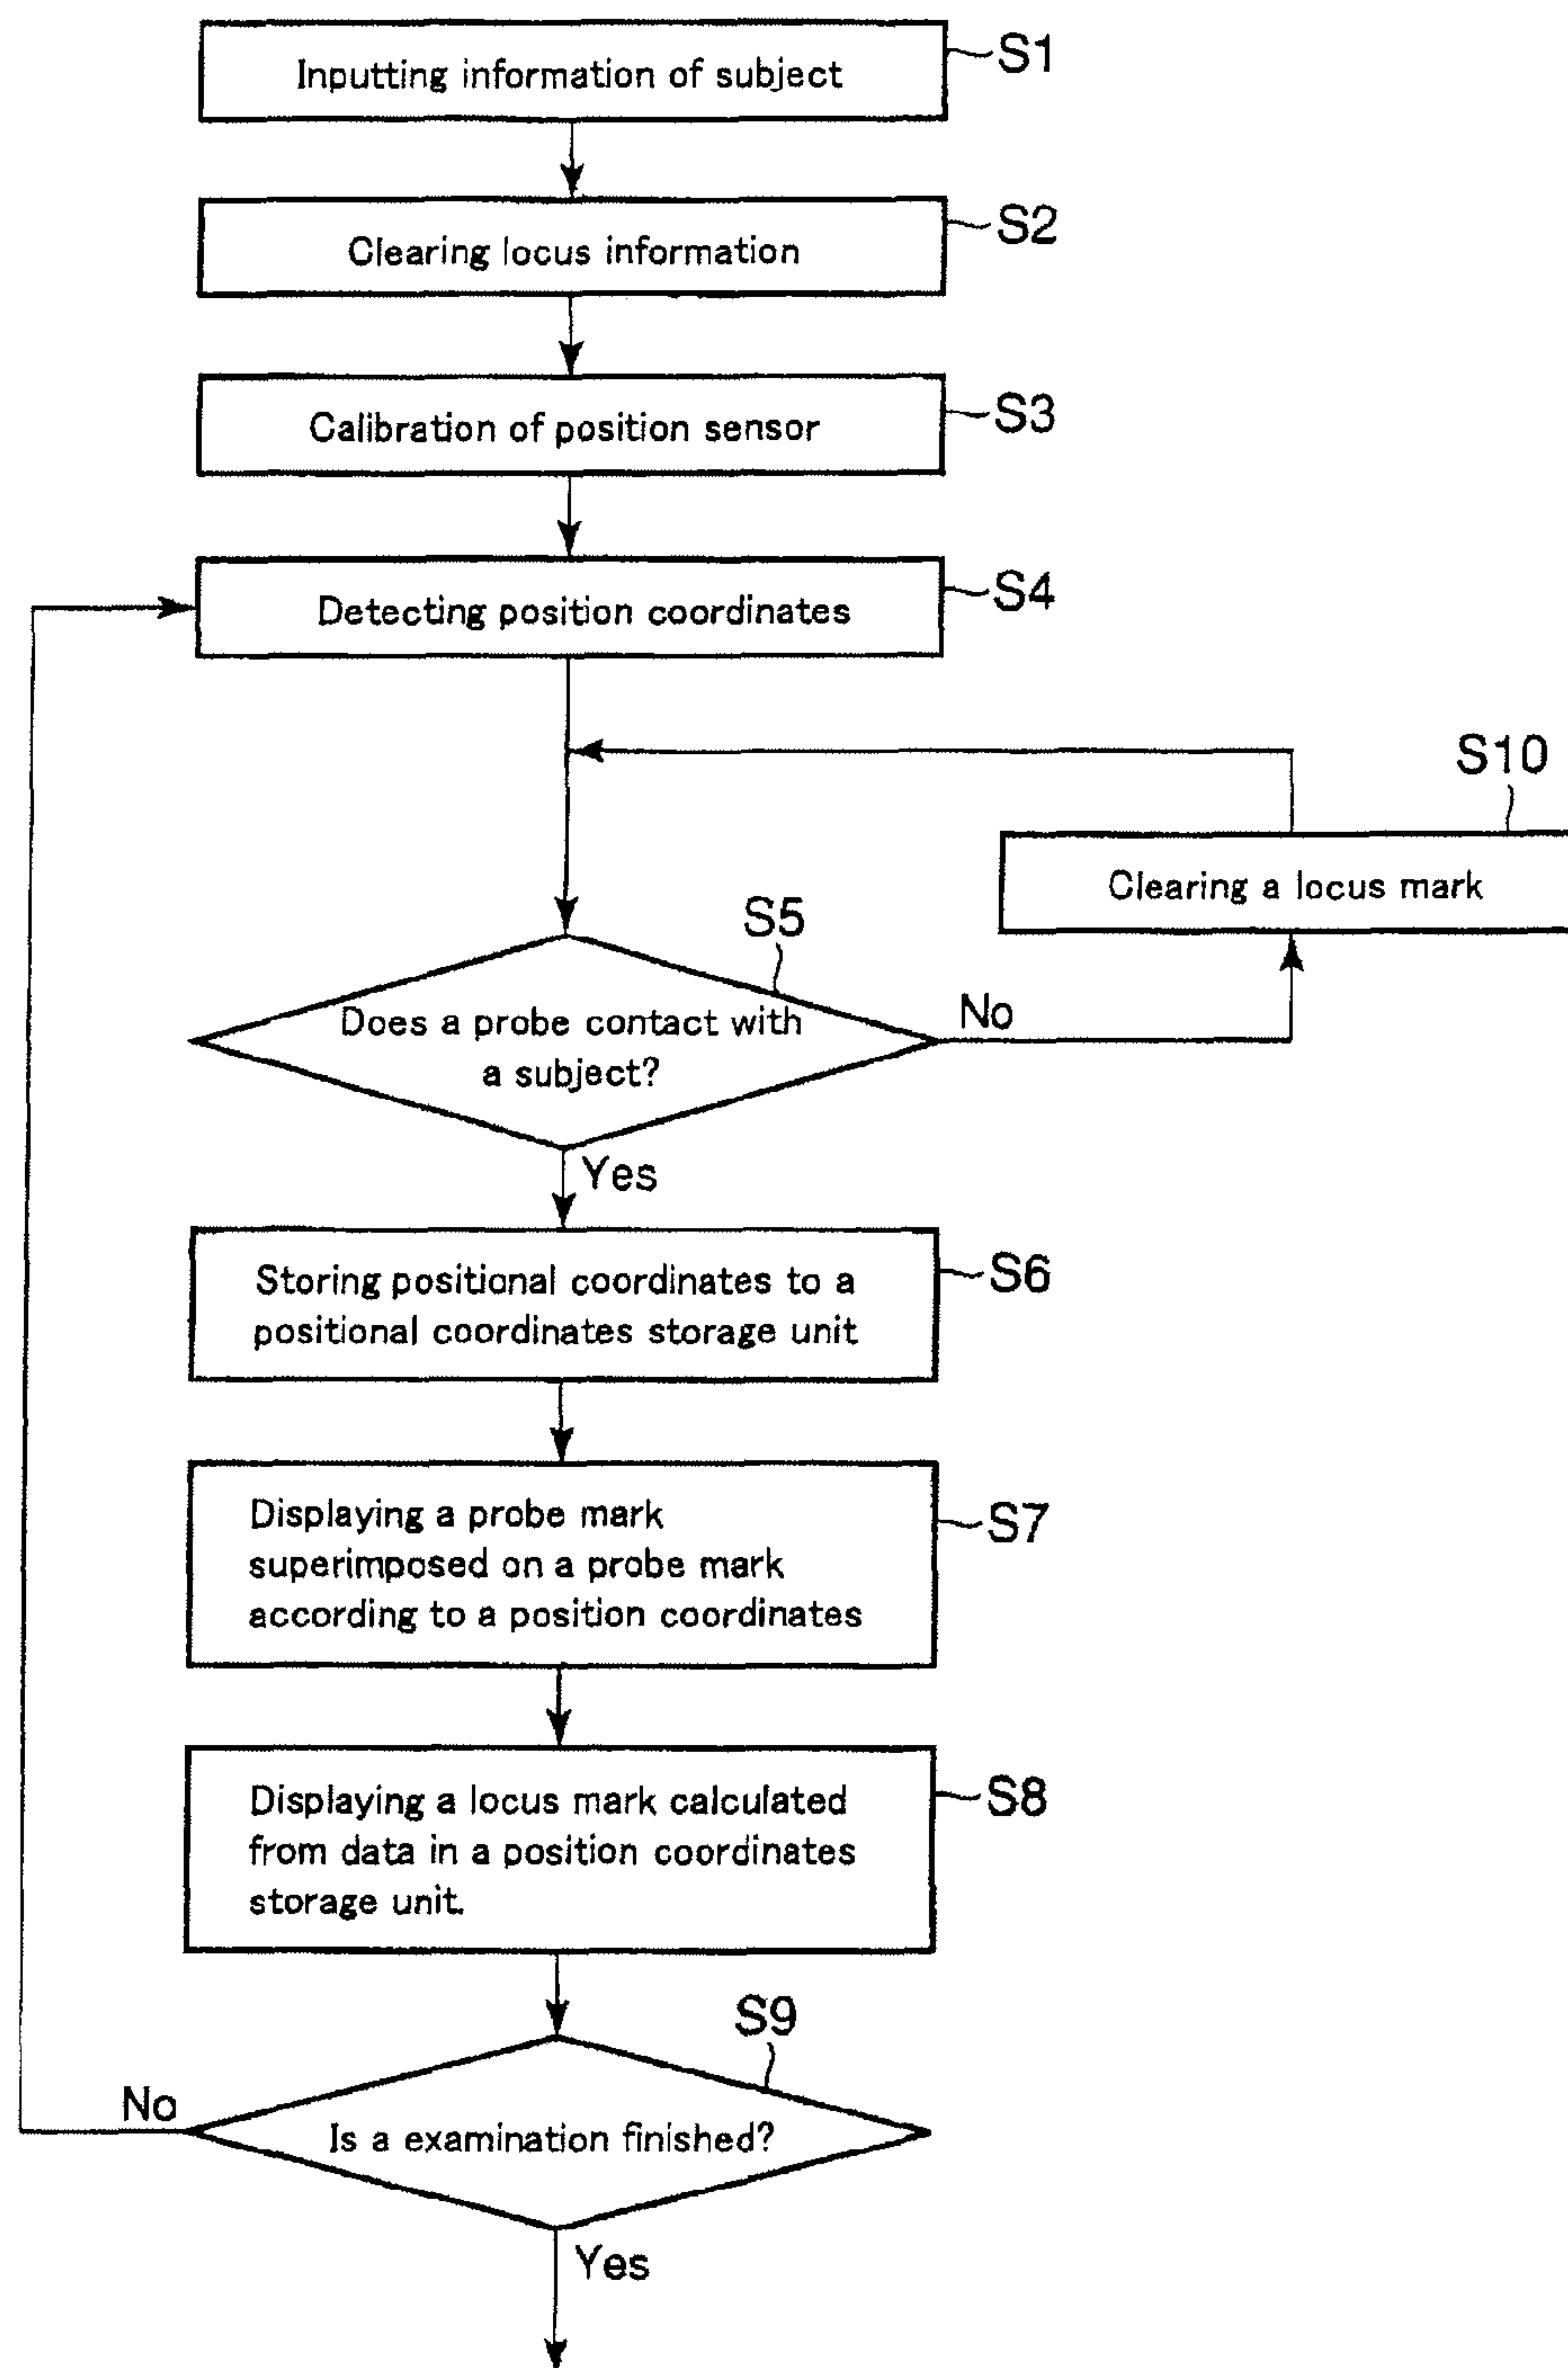 Inputting information of subject
S1
Clearing locus information
S2
Calibration of position sensor
S3
Detecting position coordinates
S4
S10
Clearing a locus mark
S5
Does a probe contact with
a subject?
No
Yes
Storing positional coordinates to a
positional coordinates storage unit
S6
Displaying a probe mark
superimposed on a probe mark
according to a position coordinates
S7
Displaying a locus mark calculated
from data in a position coordinates
storage unit.
S8
S9
No
Is a examination finished?
Yes